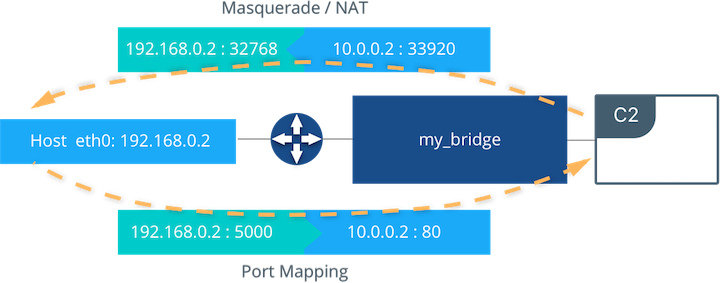 Masquerade / NAT
192.168.0.2 : 32768
10.0.0.2 : 33920
C2
Host eth0: 192.168.0.2
my_bridge
192.168.0.2 : 5000
10.0.0.2 : 80
Port Mapping